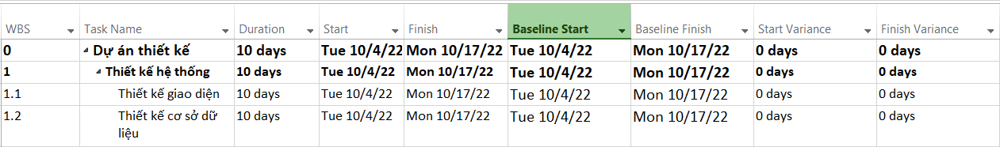 WBS Task Name Duration Start Finish Baseline Start Baseline Finish Start Variance Finish Variance
0 Dự án thiết kế 10 days Tue 10/4/22 Mon 10/17/22 Tue 10/4/22 Mon 10/17/22 0 days 0 days
1 Thiết kế hệ thống 10 days Tue 10/4/22 Mon 10/17/22 Tue 10/4/22 Mon 10/17/22 0 days 0 days
1.1 Thiết kế giao diện 10 days Tue 10/4/22 Mon 10/17/22 Tue 10/4/22 Mon 10/17/22 0 days 0 days
1.2 Thiết kế cơ sở dữ 10 days Tue 10/4/22 Mon 10/17/22 Tue 10/4/22 Mon 10/17/22 0 days 0 days
liệu